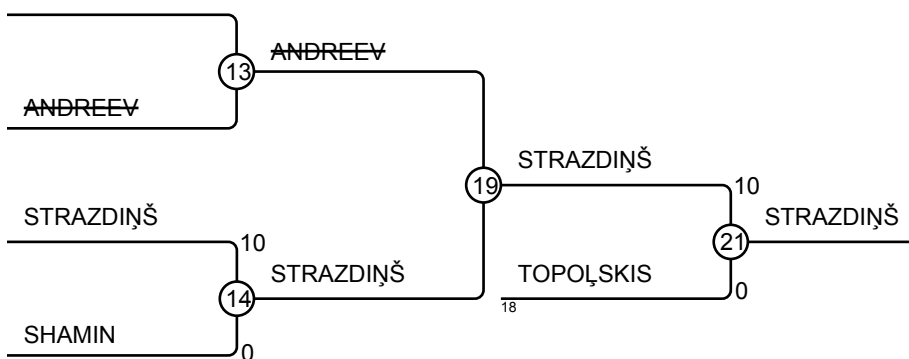 ANDREEV
13
ANDREEV
STRAZDIŅŠ
19
10
STRAZDIŅŠ
STRAZDIŅŠ
10
21
STRAZDIŅŠ
TOPOĻSKIS
0
14
18
SHAMIN
0